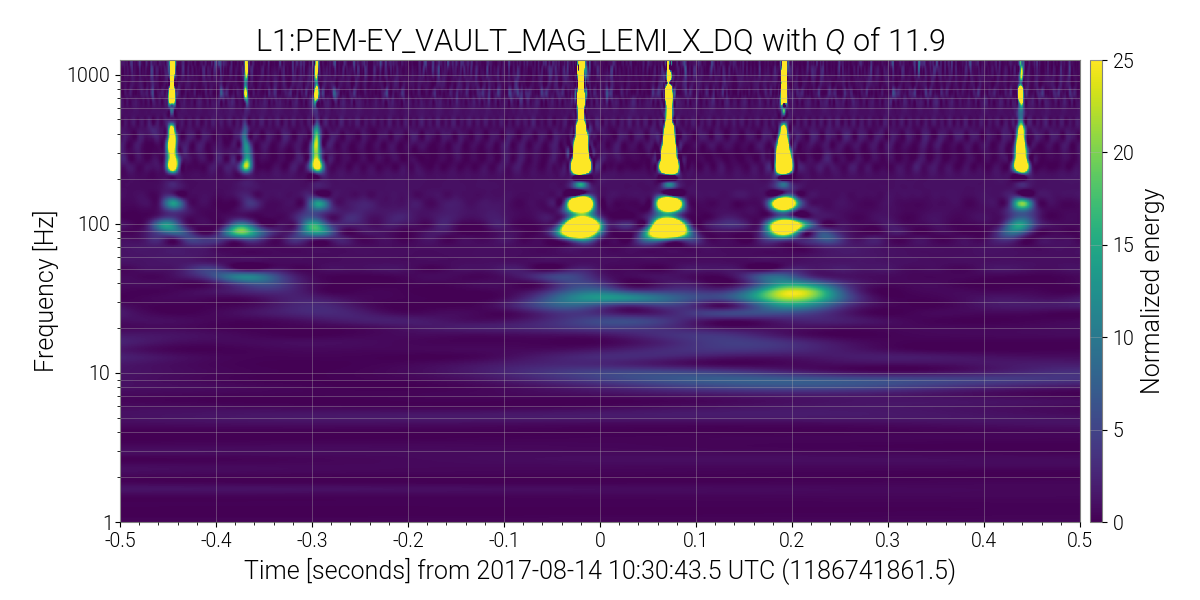 L1:PEM-EY_VAULT_MAG_LEMI_X_DQ with Q of 11.9
1000
100
10
1
Frequency [Hz]
-0.5 -0.4 -0.3 -0.2 -0.1 0 0.1 0.2 0.3 0.4 0.5
Time [seconds] from 2017-08-14 10:30:43.5 UTC (1186741861.5)
25
20
15
10
5
0
Normalized energy